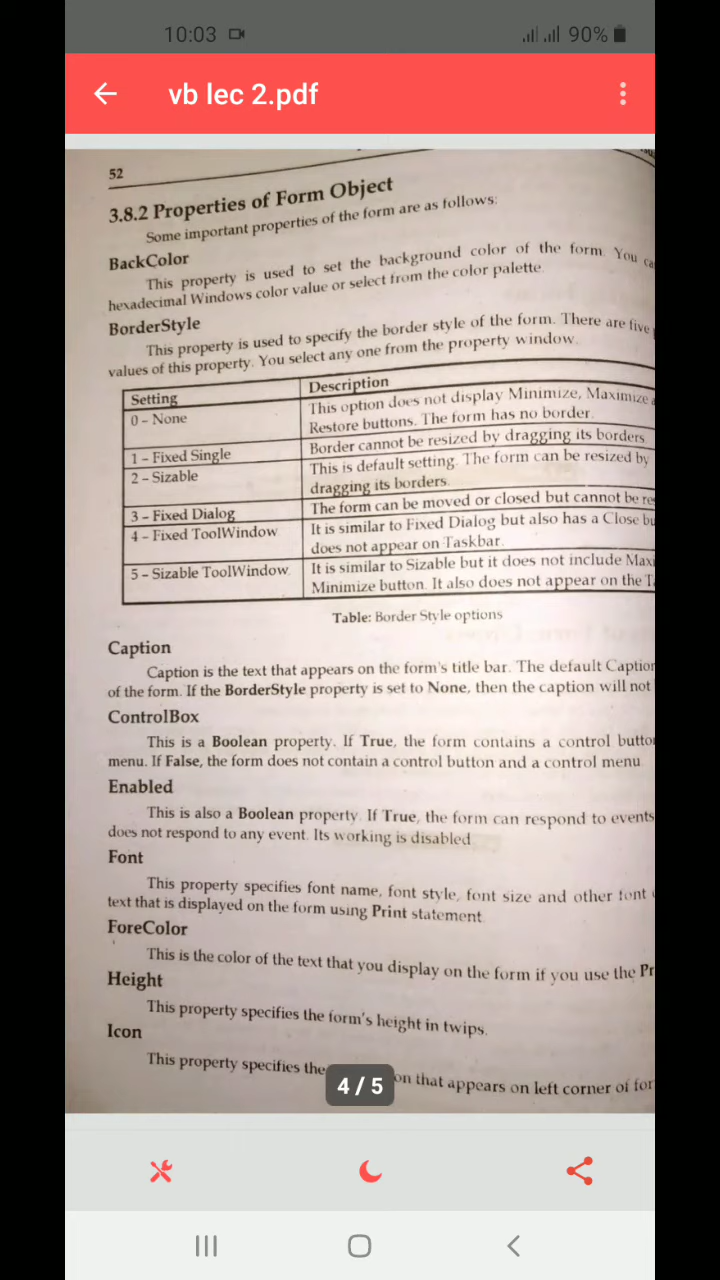 10:03
90%
vb lec 2.pdf
52
3.8.2 Properties of Form Object
Some important properties of the form are as follows:
BackColor
This property is used to set the background color of the form. You
hexadecimal Windows color value or select from the color palette.
BorderStyle
This property is used to specify the border style of the form. There are five
values of this property. You select any one from the property window.
Setting Description
0 – None This option does not display Minimize, Maximize
Restore buttons. The form has no border.
1 – Fixed Single Border cannot be resized by dragging its borders
2 – Sizable This is default setting. The form can be resized by
dragging its borders.
3 – Fixed Dialog The form can be moved or closed but cannot be
4 – Fixed ToolWindow It is similar to Fixed Dialog but also has a Close
does not appear on Taskbar.
5 – Sizable ToolWindow. It is similar to Sizable but it does not include
Minimize button. It also does not appear on the
Table: Border Style options
Caption
Caption is the text that appears on the form's title bar. The default Caption
of the form. If the BorderStyle property is set to None, then the caption will not
ControlBox
This is a Boolean property. If True, the form contains a control
menu. If False, the form does not contain a control button and a control menu.
Enabled
This is also a Boolean property. If True, the form can respond to events
does not respond to any event. Its working is disabled.
Font
This property specifies font name, font style, font size and other font
text that is displayed on the form using Print statement.
ForeColor
This is the color of the text that you display on the form if you use the
Height
This property specifies the form's height in twips.
Icon
This property specifies the
that appears on left corner of
4 / 5